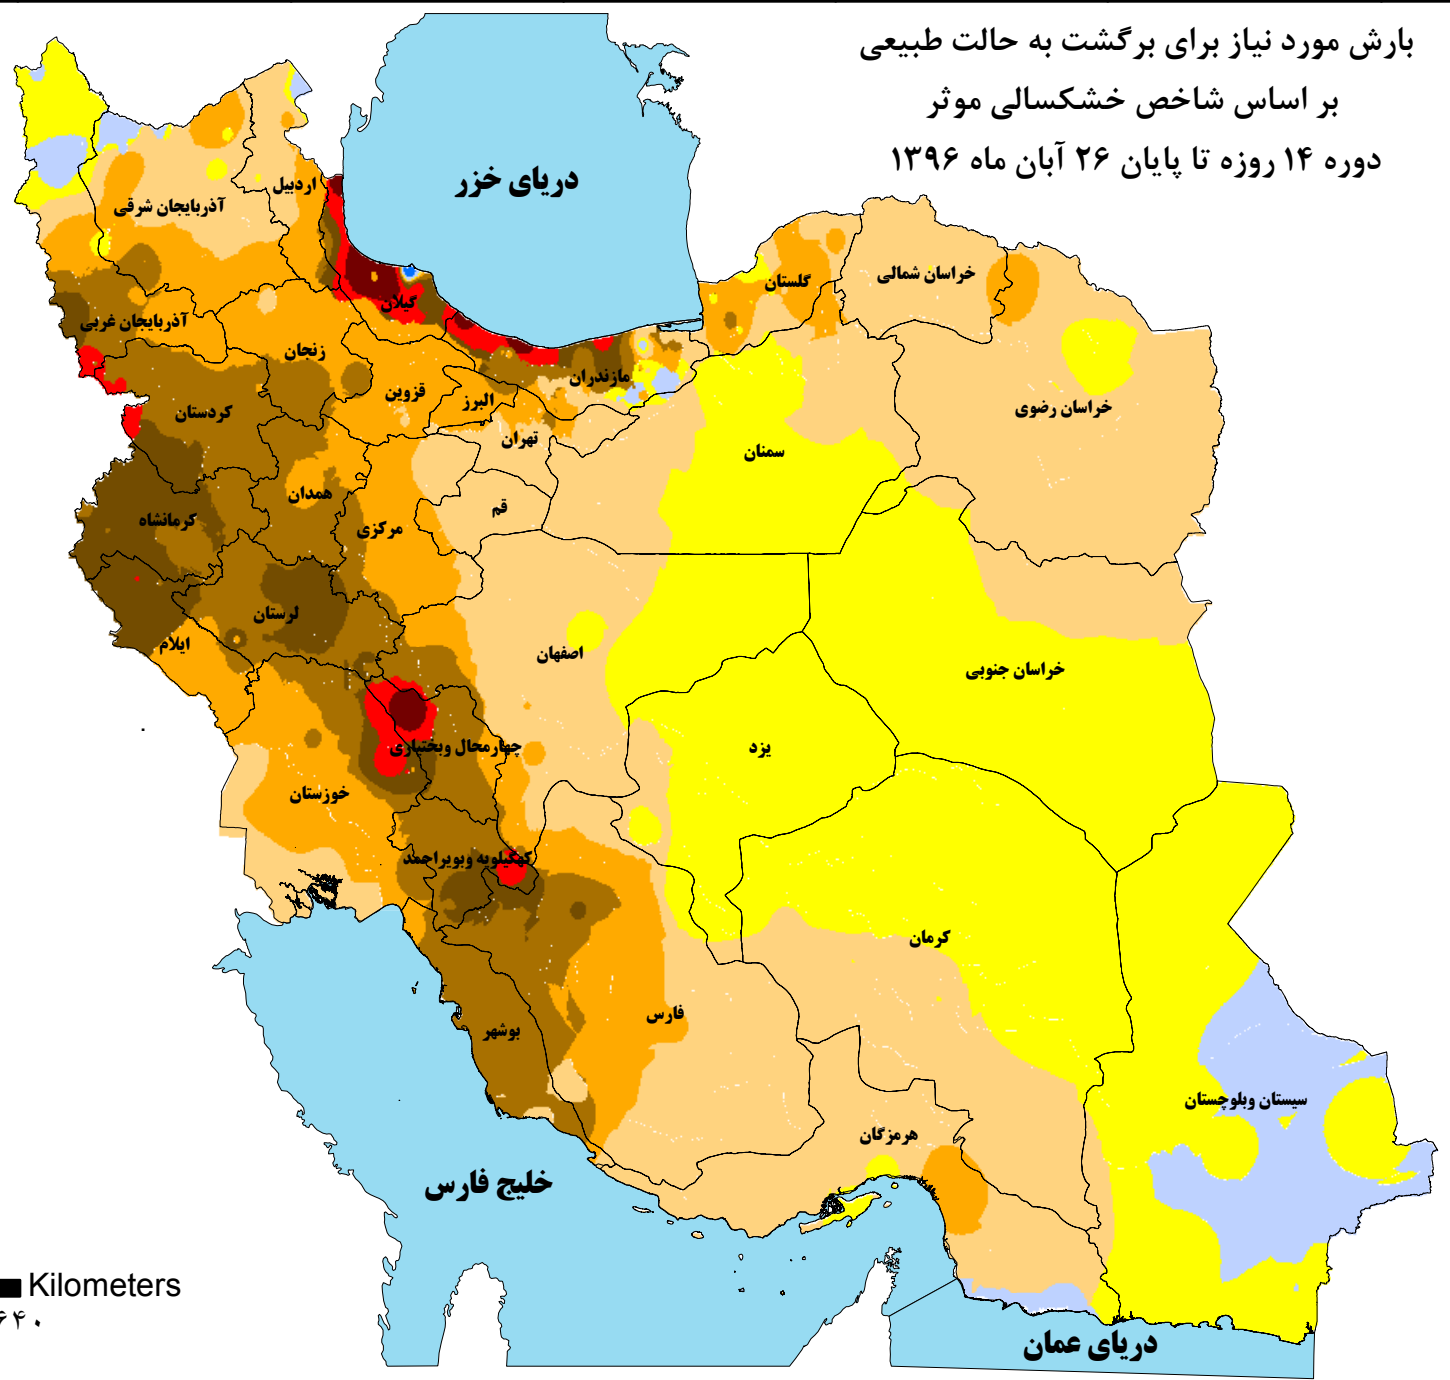 بارش مورد نیاز برای برگشت به حالت طبیعی
بر اساس شاخص خشکسالی موثر
دوره ۱۴ روزه تا پایان ۲۶ آبان ماه ۱۳۹۶
دریای خزر
اردبیل
آذربایجان شرقی
خراسان شمالی
گلستان
گیلان
آذربایجان غربی
زنجان
مازندران
قزوین
البرز
کردستان
خراسان رضوی
تهران
سمنان
همدان
قم
کرمانشاه
مرکزی
لرستان
ایلام
اصفهان
خراسان جنوبی
چهارمحال وبختیاری
یزد
خوزستان
کهگیلویه وبویراحمد
کرمان
فارس
بوشهر
سیستان وبلوچستان
هرمزگان
خلیج فارس
Kilometers
۶۴۰
دریای عمان